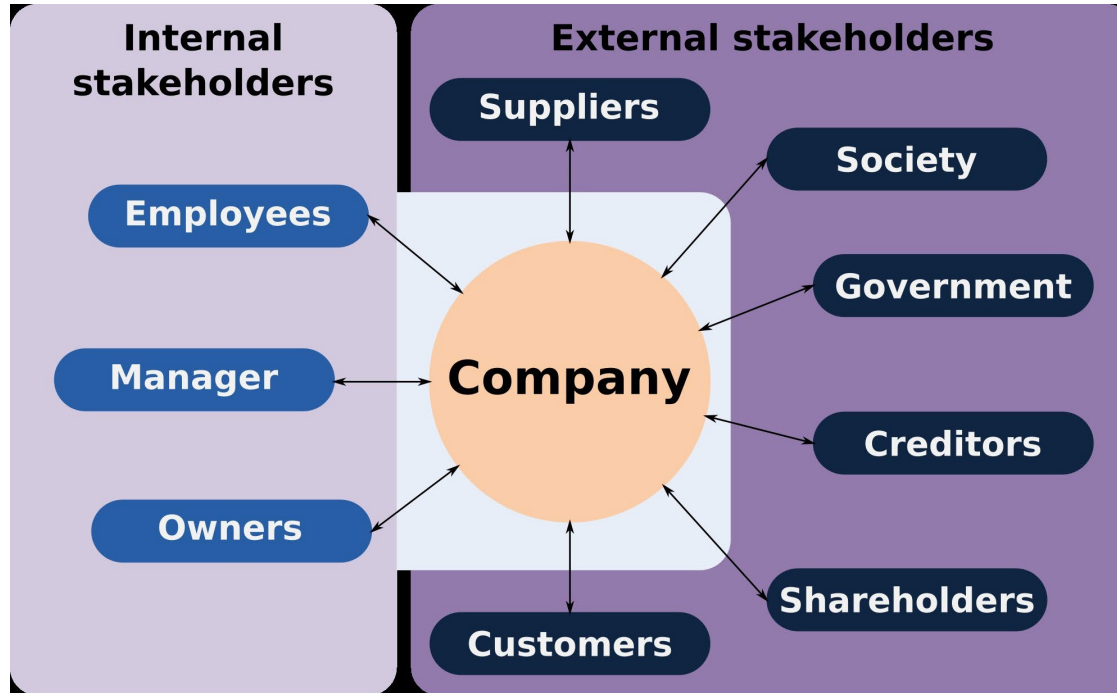 Internal
stakeholders
Employees
Manager
Owners
Company
External stakeholders
Suppliers
Society
Government
Creditors
Shareholders
Customers